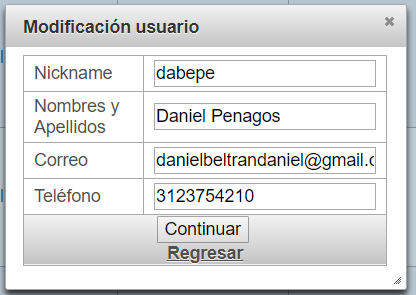 Modificación usuario
Nickname dabepe
Nombres y
Apellidos Daniel Penagos
Correo danielbeltrandaniel@gmail.c
Teléfono 3123754210
Continuar
Regresar